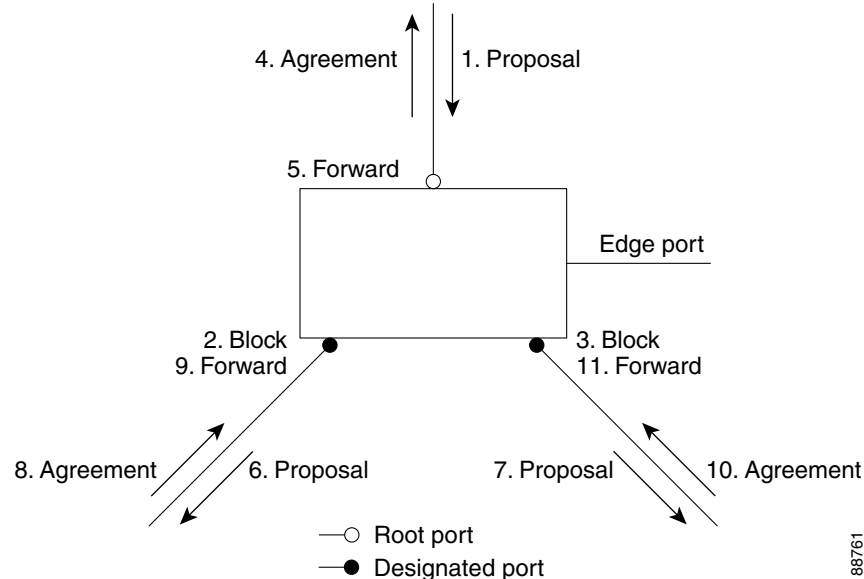 4. Agreement
1. Proposal
5. Forward
Edge port
2. Block
9. Forward
3. Block
11. Forward
8. Agreement
6. Proposal
7. Proposal
10. Agreement
Root port
Designated port
88761